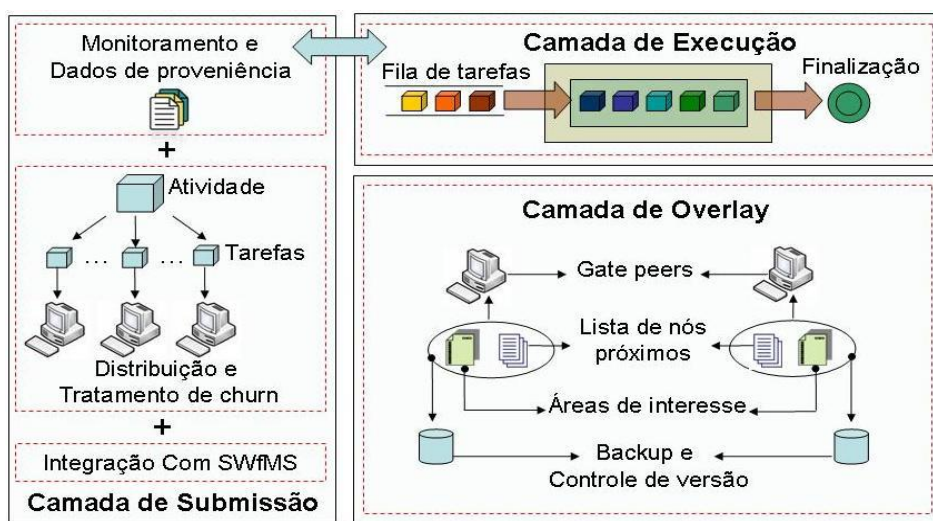 Monitoramento e
Dados de proveniência
+
Atividade
... ...
Tarefas
Distribuição e
Tratamento de churn
+
Integração Com SWfMS
Camada de Submissão
Camada de Execução
Fila de tarefas
Finalização
Camada de Overlay
Gate peers
Lista de nós
próximos
Áreas de interesse
Backup e
Controle de versão